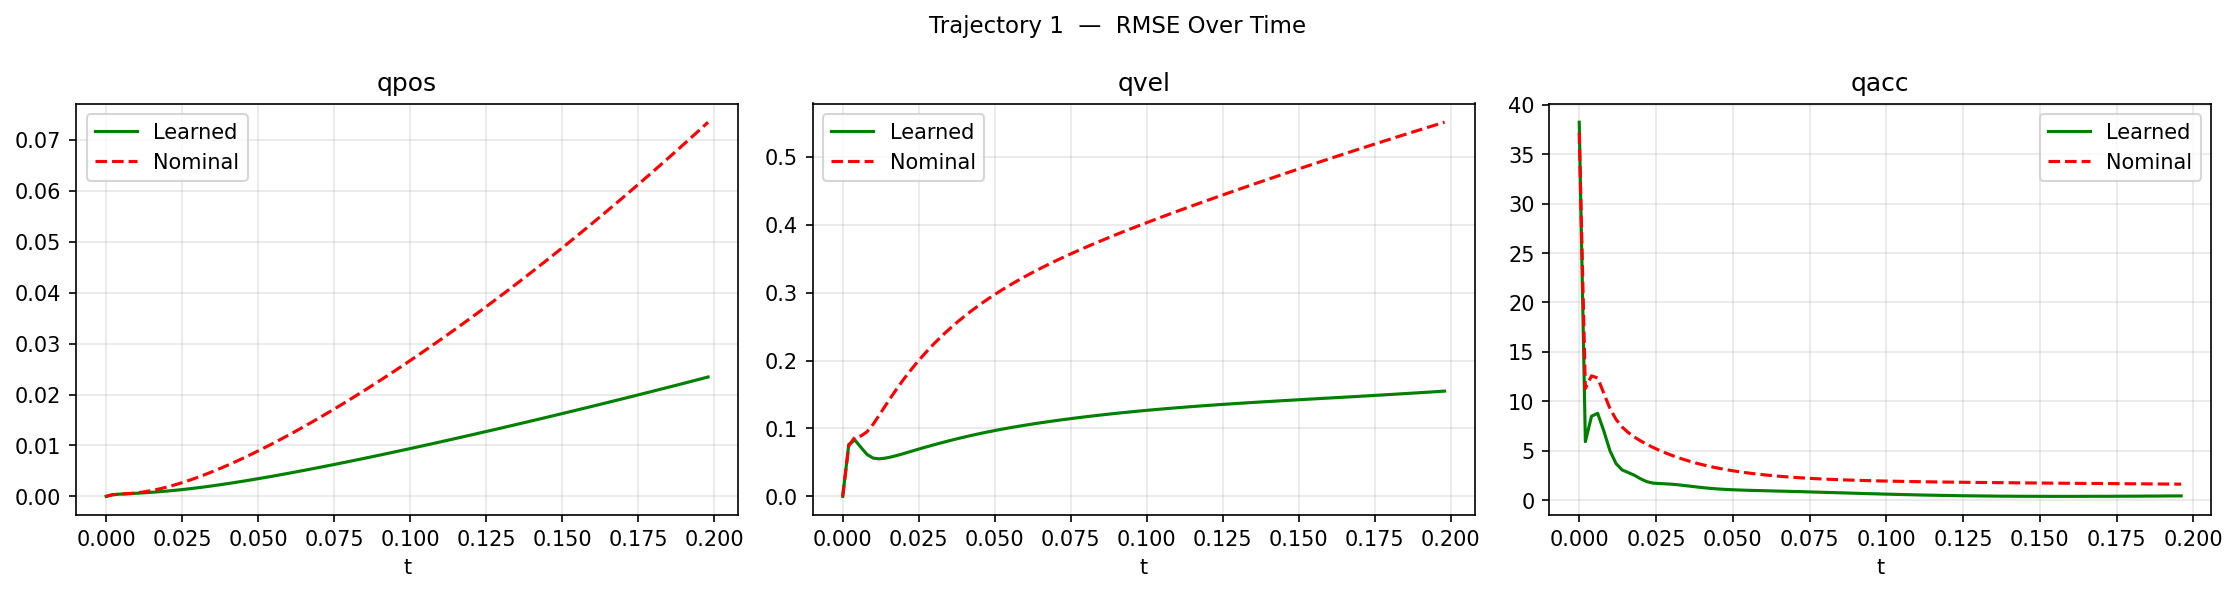 Trajectory 1 — RMSE Over Time
qpos
Learned
Nominal
0.07
0.06
0.05
0.04
0.03
0.02
0.01
0.00
0.000 0.025 0.050 0.075 0.100 0.125 0.150 0.175 0.200
t
qvel
Learned
Nominal
0.5
0.4
0.3
0.2
0.1
0.0
0.000 0.025 0.050 0.075 0.100 0.125 0.150 0.175 0.200
t
qacc
Learned
Nominal
40
35
30
25
20
15
10
5
0
0.000 0.025 0.050 0.075 0.100 0.125 0.150 0.175 0.200
t